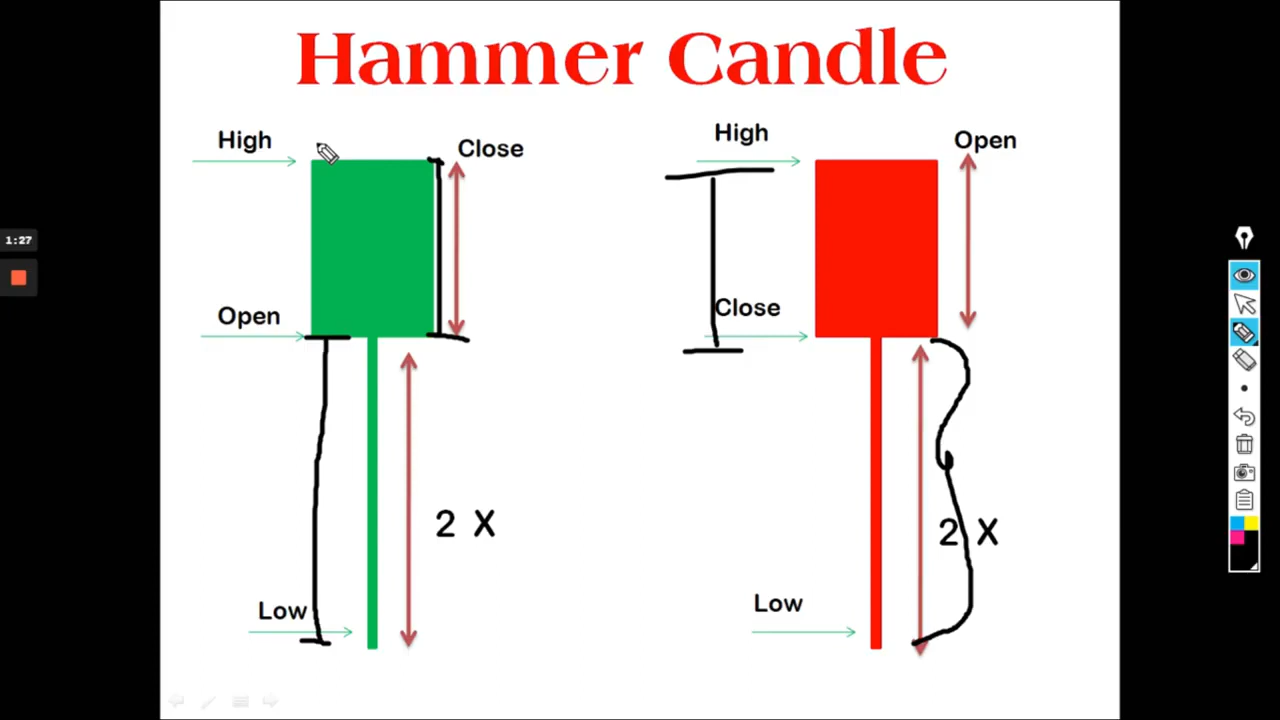 Hammer Candle
High
Close
Open
2 X
Low
High
Open
Close
2 X
Low
1:27